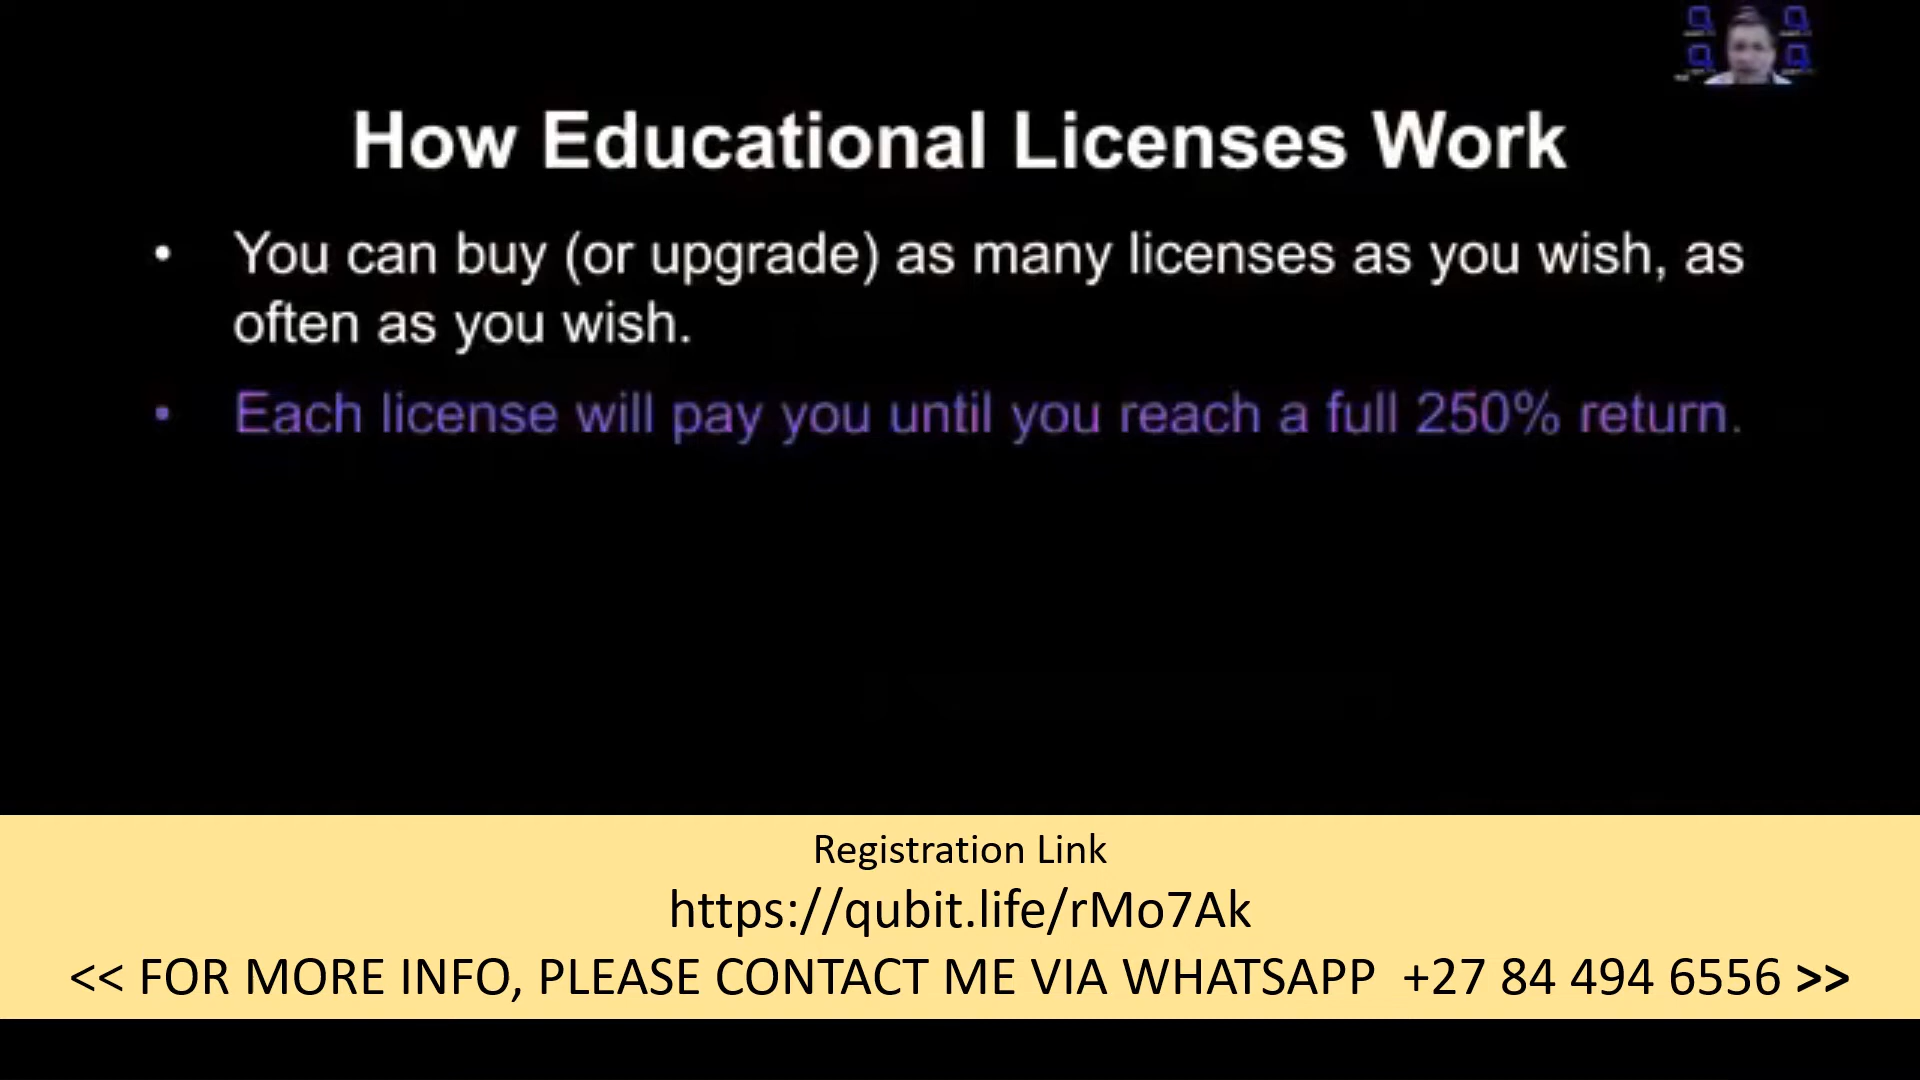 How Educational Licenses Work
• You can buy (or upgrade) as many licenses as you wish, as
often as you wish.
• Each license will pay you until you reach a full 250% return.
Registration Link
https://qubit.life/rMo7Ak
<< FOR MORE INFO, PLEASE CONTACT ME VIA WHATSAPP +27 84 494 6556 >>